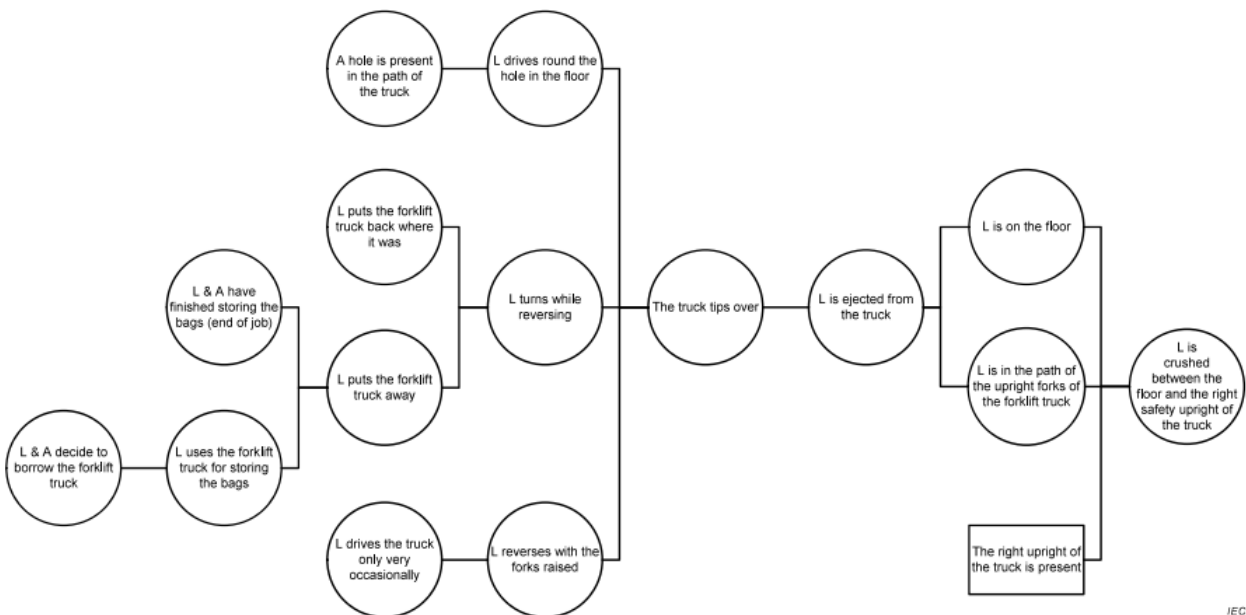 A hole is present
in the path of
the truck
L drives round the
hole in the floor
L puts the forklift
truck back where
it was
L is on the floor
L & A have
finished storing the
bags (end of job)
L turns while
reversing
The truck tips over
L is ejected from
the truck
L puts the forklift
truck away
L is in the path of
the upright forks of
the forklift truck
L is
crushed
between the
floor and the right
safety upright of
the truck
L & A decide to
borrow the forklift
truck
L uses the forklift
truck for storing
the bags
L drives the truck
only very
occasionally
L reverses with the
forks raised
The right upright of
the truck is present
IEC